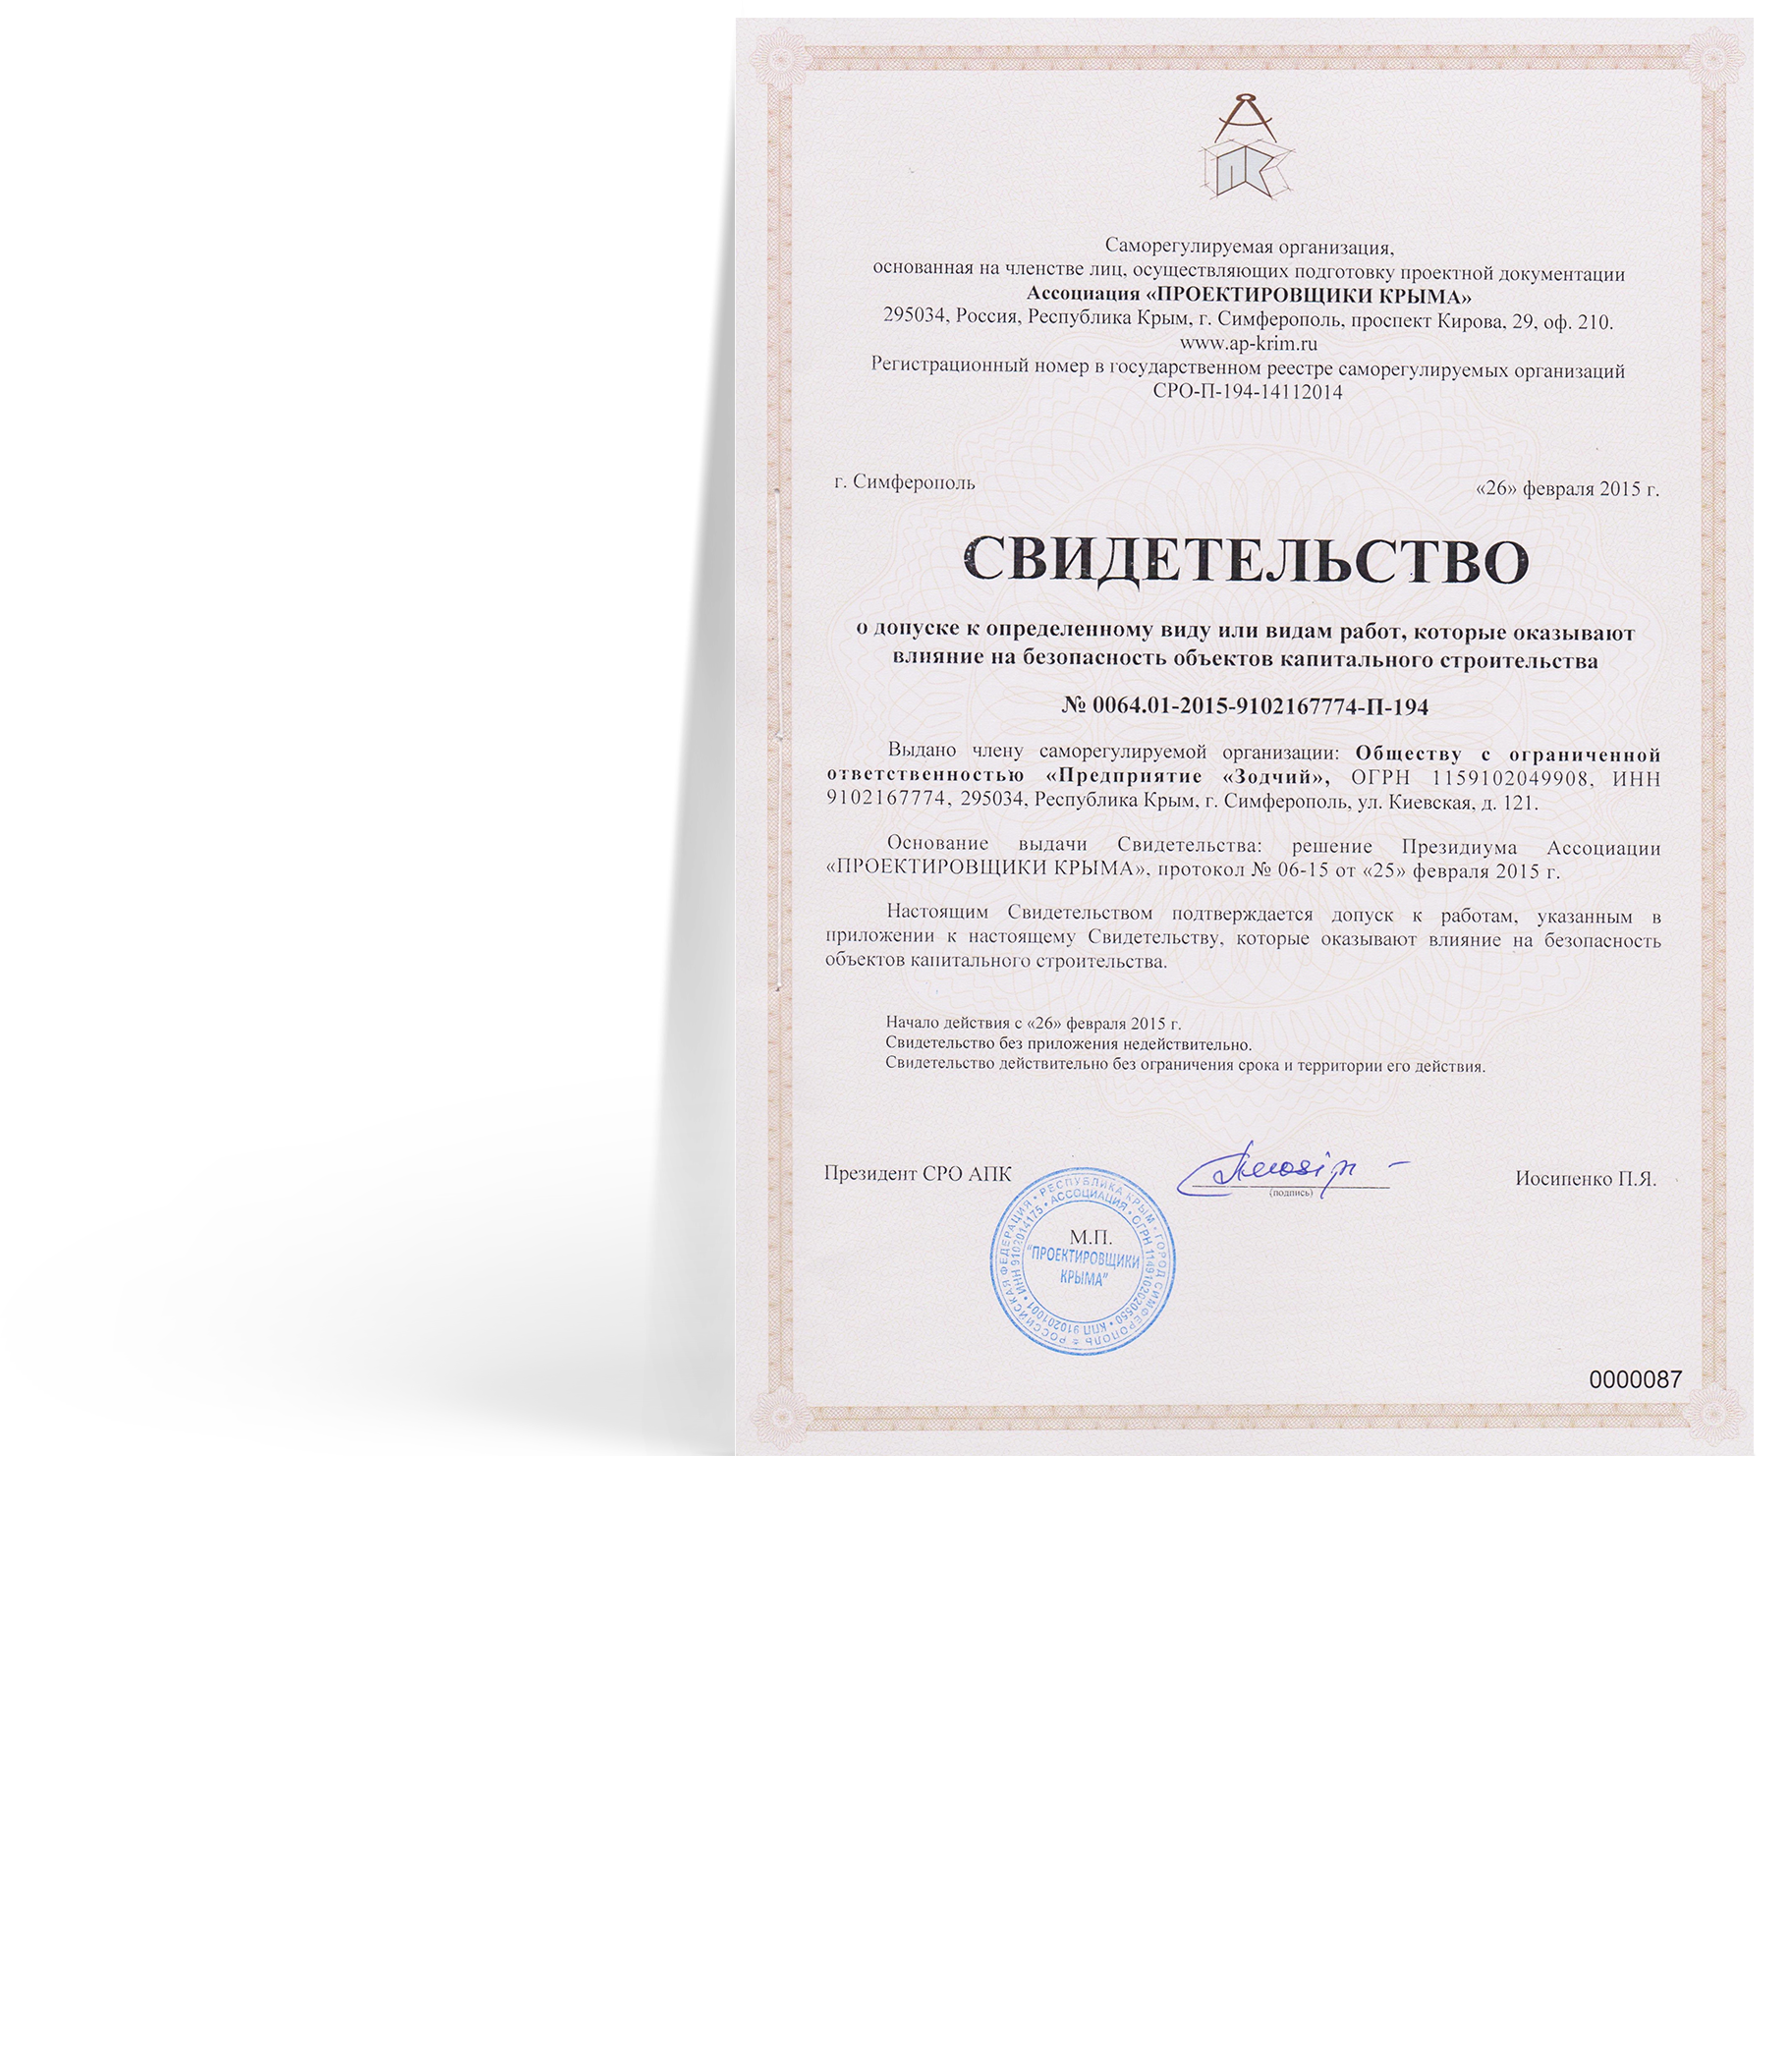 Саморегулируемая организация,
основанная на членстве лиц, осуществляющих подготовку проектной документации
Ассоциация «ПРОЕКТИРОВЩИКИ КРЫМА»
295034, Россия, Республика Крым, г. Симферополь, проспект Кирова, 29, оф. 210.
www.ap-krim.ru
Регистрационный номер в государственном реестре саморегулируемых организаций
СРО-П-194-14112014
г. Симферополь «26» февраля 2015 г.
СВИДЕТЕЛЬСТВО
о допуске к определенному виду или видам работ, которые оказывают
влияние на безопасность объектов капитального строительства
№ 0064.01-2015-9102167774-П-194
Выдано члену саморегулируемой организации: Обществу с ограниченной
ответственностью «Предприятие «Зодчий», ОГРН 1159102049908, ИНН
9102167774, 295034, Республика Крым, г. Симферополь, ул. Киевская, д. 121.
Основание выдачи Свидетельства: решение Президиума Ассоциации
«ПРОЕКТИРОВЩИКИ КРЫМА», протокол № 06-15 от «25» февраля 2015 г.
Настоящим Свидетельством подтверждается допуск к работам, указанным в
приложении к настоящему Свидетельству, которые оказывают влияние на безопасность
объектов капитального строительства.
Начало действия с «26» февраля 2015 г.
Свидетельство без приложения недействительно.
Свидетельство действительно без ограничения срока и территории его действия.
Президент СРО АПК Иосипенко П.Я.
(подпись)
М.П.
РОССИЙСКАЯ ФЕДЕРАЦИЯ • РЕСПУБЛИКА КРЫМ • ГОРОД СИМФЕРОПОЛЬ
ИНН 9102014175 • АССОЦИАЦИЯ • ОГРН 1149102020550 • КПП 910201001
"ПРОЕКТИРОВЩИКИ
КРЫМА"
0000087